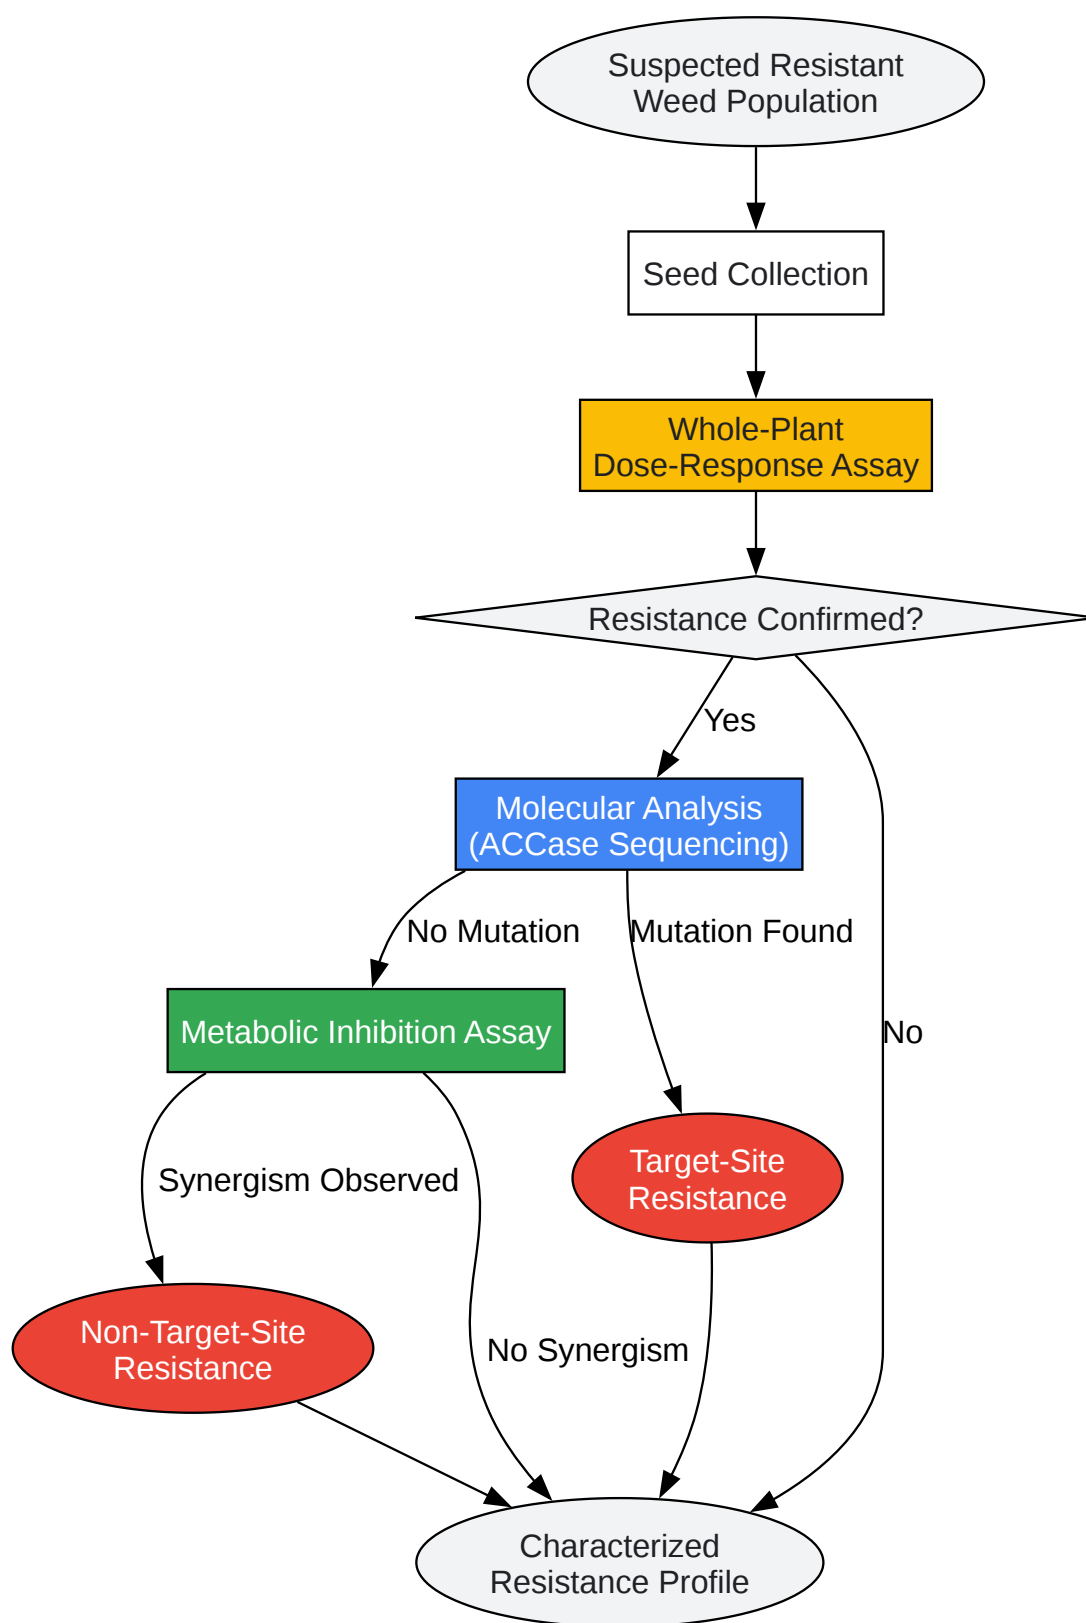 Suspected Resistant
Weed Population
Seed Collection
Whole-Plant
Dose-Response Assay
Resistance Confirmed?
Yes
Molecular Analysis
(ACCase Sequencing)
No Mutation
Mutation Found
Metabolic Inhibition Assay
No
Synergism Observed
Target-Site
Resistance
Non-Target-Site
Resistance
No Synergism
Characterized
Resistance Profile